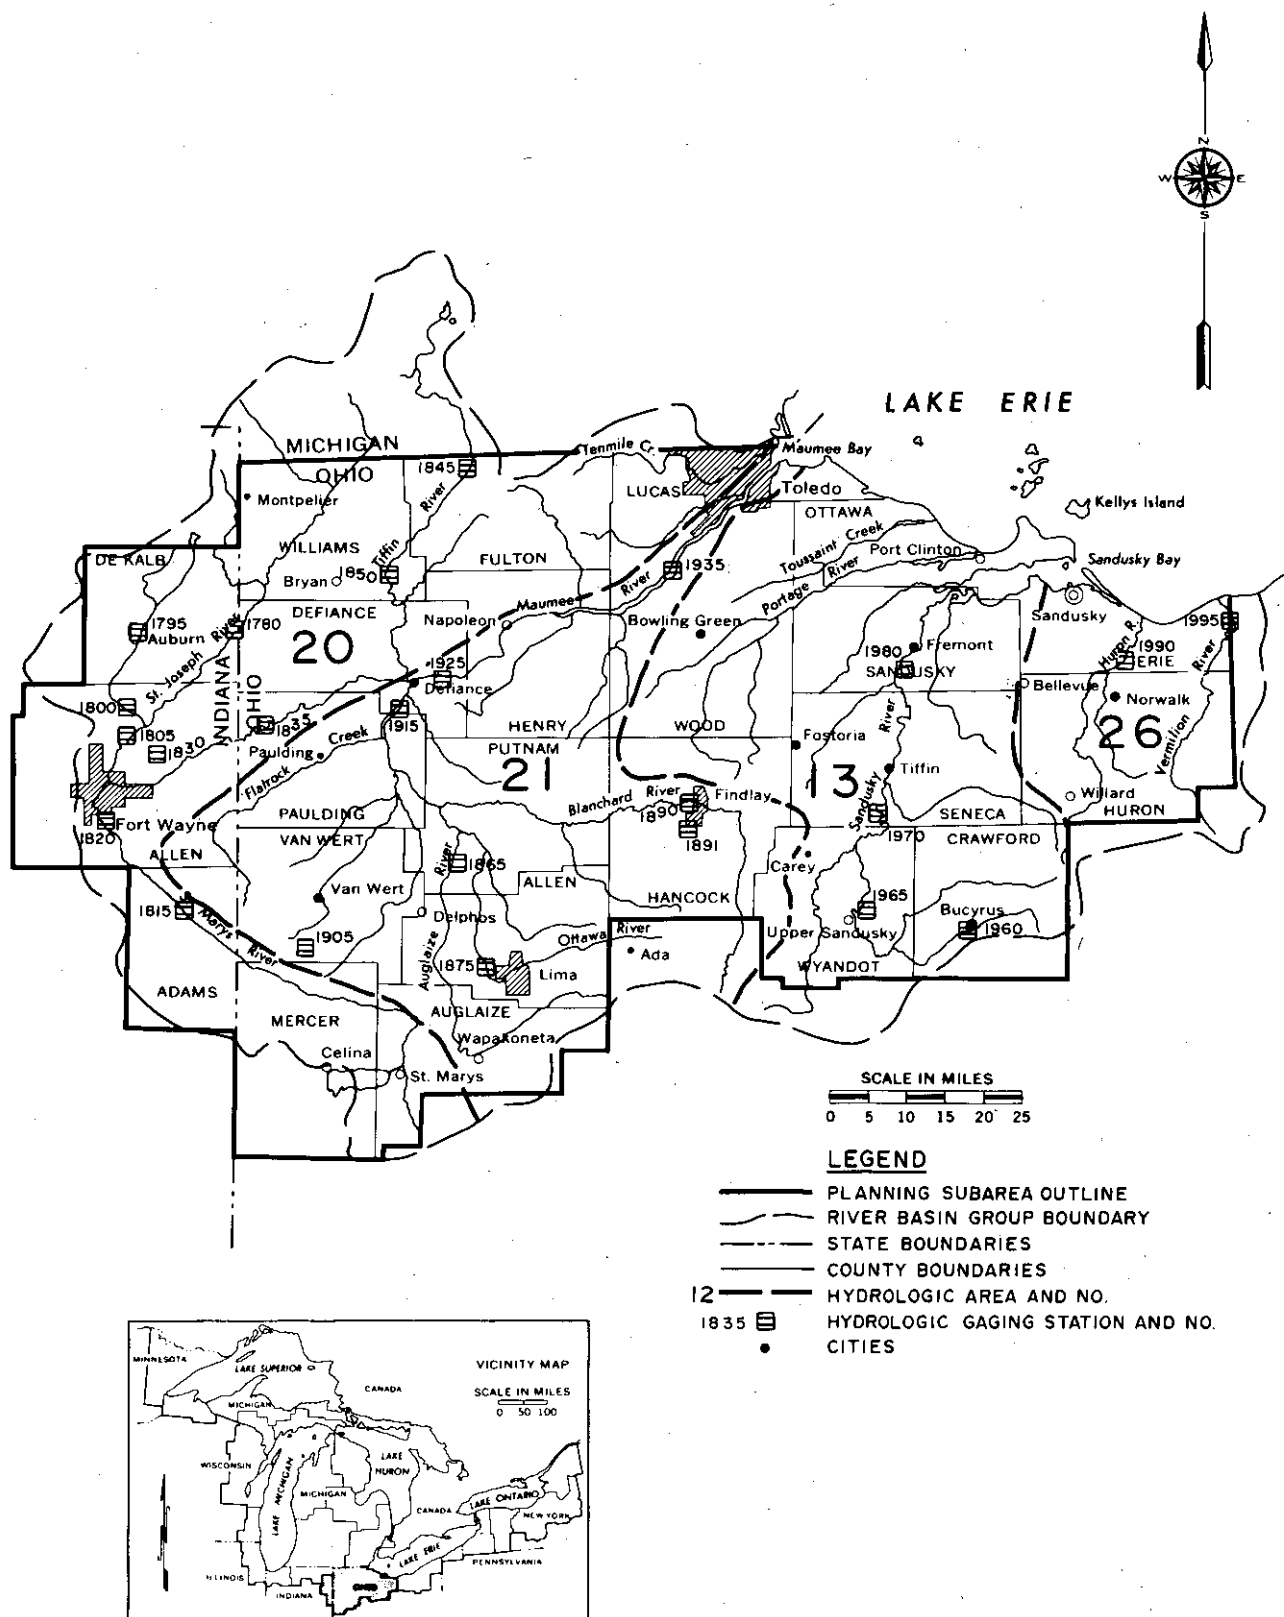 N
W E
S
LAKE ERIE
MICHIGAN
OHIO
Tenmile Cr.
Maumee Bay
1845
LUCAS
Toledo
Montpelier
Kellys Island
OTTAWA
River
Toussaint Creek
WILLIAMS
Port Clinton
Sandusky Bay
DE KALB
Tiffin
FULTON
Bryan
1850
1935
Portage River
DEFIANCE
Maumee River
Napoleon
Sandusky
1795
Auburn
1780
Bowling Green
1995
20
St. Joseph River
Huron R.
1990
ERIE
1980
Fremont
SANDUSKY
1925
Defiance
Bellevue
River
Norwalk
INDIANA
OHIO
1800
1805
1835
1915
HENRY
WOOD
26
1830
Paulding
Flatrock Creek
PUTNAM
21
Fostoria
River
13
Tiffin
Vermilion
Blanchard River
Findlay
1890
Sandusky
Willard
PAULDING
SENECA
HURON
Fort Wayne
1820
1891
1970
VAN WERT
CRAWFORD
ALLEN
River
1865
Carey
ALLEN
HANCOCK
Van Wert
1965
1815
Delphos
Bucyrus
Marys River
1905
Ottawa River
Upper Sandusky
1960
Ada
Auglaize
1875
Lima
WYANDOT
ADAMS
AUGLAIZE
MERCER
Wapakoneta
Celina
St. Marys
SCALE IN MILES
0 5 10 15 20 25
LEGEND
PLANNING SUBAREA OUTLINE
RIVER BASIN GROUP BOUNDARY
STATE BOUNDARIES
COUNTY BOUNDARIES
12 HYDROLOGIC AREA AND NO.
1835 HYDROLOGIC GAGING STATION AND NO.
CITIES
MINNESOTA
LAKE SUPERIOR
VICINITY MAP
CANADA
SCALE IN MILES
0 50 100
MICHIGAN
WISCONSIN
LAKE HURON
LAKE MICHIGAN
MICHIGAN
CANADA
LAKE ONTARIO
NEW YORK
LAKE ERIE
PENNSYLVANIA
ILLINOIS
INDIANA
OHIO